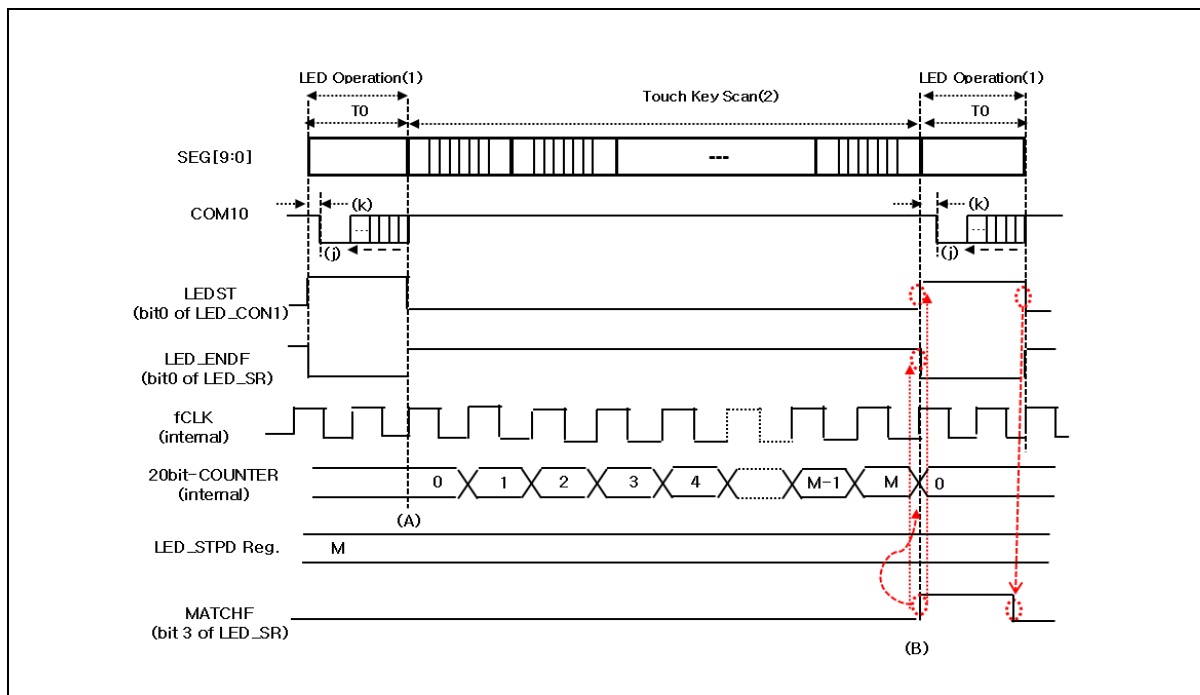 LED Operation(1)
LED Operation(1)
Touch Key Scan(2)
T0
T0
SEG[9:0]
---
(k)
(k)
COM10
(j)
(j)
LEDST
(bit0 of LED_CON1)
LED_ENDF
(bit0 of LED_SR)
fCLK
(internal)
20bit-COUNTER
(internal)
0
1
2
3
4
M-1
M
0
(A)
LED_STPD Reg.
M
MATCHF
(bit 3 of LED_SR)
(B)